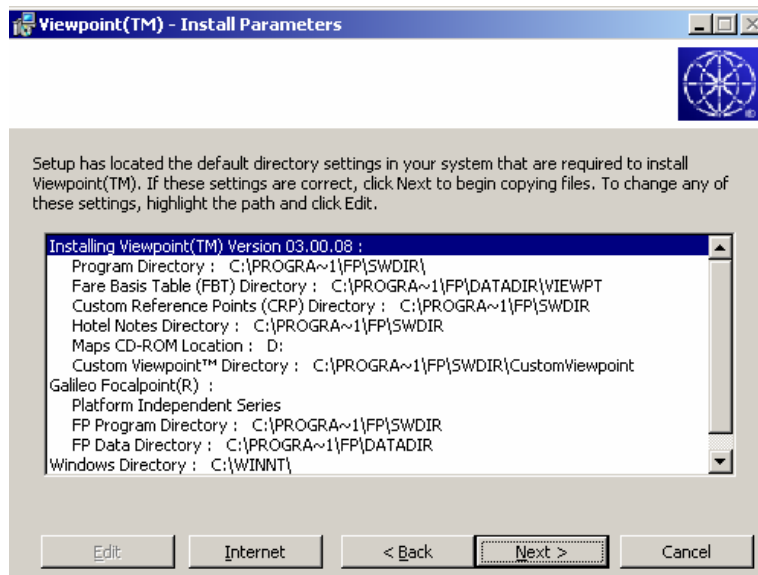 Viewpoint(TM) - Install Parameters
Setup has located the default directory settings in your system that are required to install
Viewpoint(TM). If these settings are correct, click Next to begin copying files. To change any of
these settings, highlight the path and click Edit.
Installing Viewpoint(TM) Version 03.00.08 :
Program Directory : C:\PROGRA~1\FP\SWDIR\
Fare Basis Table (FBT) Directory : C:\PROGRA~1\FP\DATADIR\VIEWPT
Custom Reference Points (CRP) Directory : C:\PROGRA~1\FP\SWDIR
Hotel Notes Directory : C:\PROGRA~1\FP\SWDIR
Maps CD-ROM Location : D:
Custom Viewpoint™ Directory : C:\PROGRA~1\FP\SWDIR\CustomViewpoint
Galileo Focalpoint(R) :
Platform Independent Series
FP Program Directory : C:\PROGRA~1\FP\SWDIR
FP Data Directory : C:\PROGRA~1\FP\DATADIR
Windows Directory : C:\WINNT\
Edit Internet < Back Next > Cancel